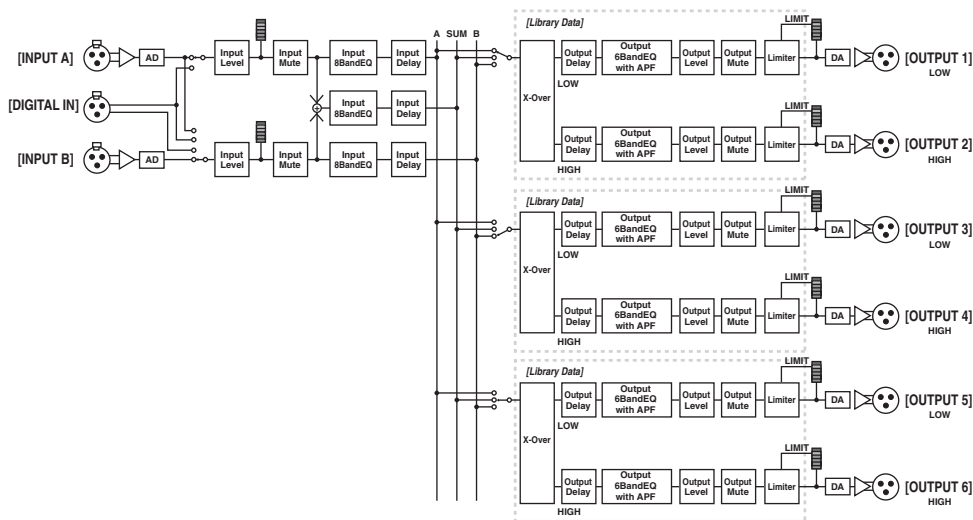 [Library Data]
LIMIT
A SUM B
[INPUT A]
AD
Input Level
Input Mute
Input 8BandEQ
Input Delay
X-Over
Output Delay
LOW
Output 6BandEQ with APF
Output Level
Output Mute
Limiter
DA
[OUTPUT 1]
LOW
[DIGITAL IN]
Input 8BandEQ
Input Delay
LIMIT
[INPUT B]
AD
Input Level
Input Mute
Input 8BandEQ
Input Delay
Output Delay
HIGH
Output 6BandEQ with APF
Output Level
Output Mute
Limiter
DA
[OUTPUT 2]
HIGH
[Library Data]
LIMIT
X-Over
Output Delay
LOW
Output 6BandEQ with APF
Output Level
Output Mute
Limiter
DA
[OUTPUT 3]
LOW
LIMIT
Output Delay
HIGH
Output 6BandEQ with APF
Output Level
Output Mute
Limiter
DA
[OUTPUT 4]
HIGH
[Library Data]
LIMIT
X-Over
Output Delay
LOW
Output 6BandEQ with APF
Output Level
Output Mute
Limiter
DA
[OUTPUT 5]
LOW
LIMIT
Output Delay
HIGH
Output 6BandEQ with APF
Output Level
Output Mute
Limiter
DA
[OUTPUT 6]
HIGH